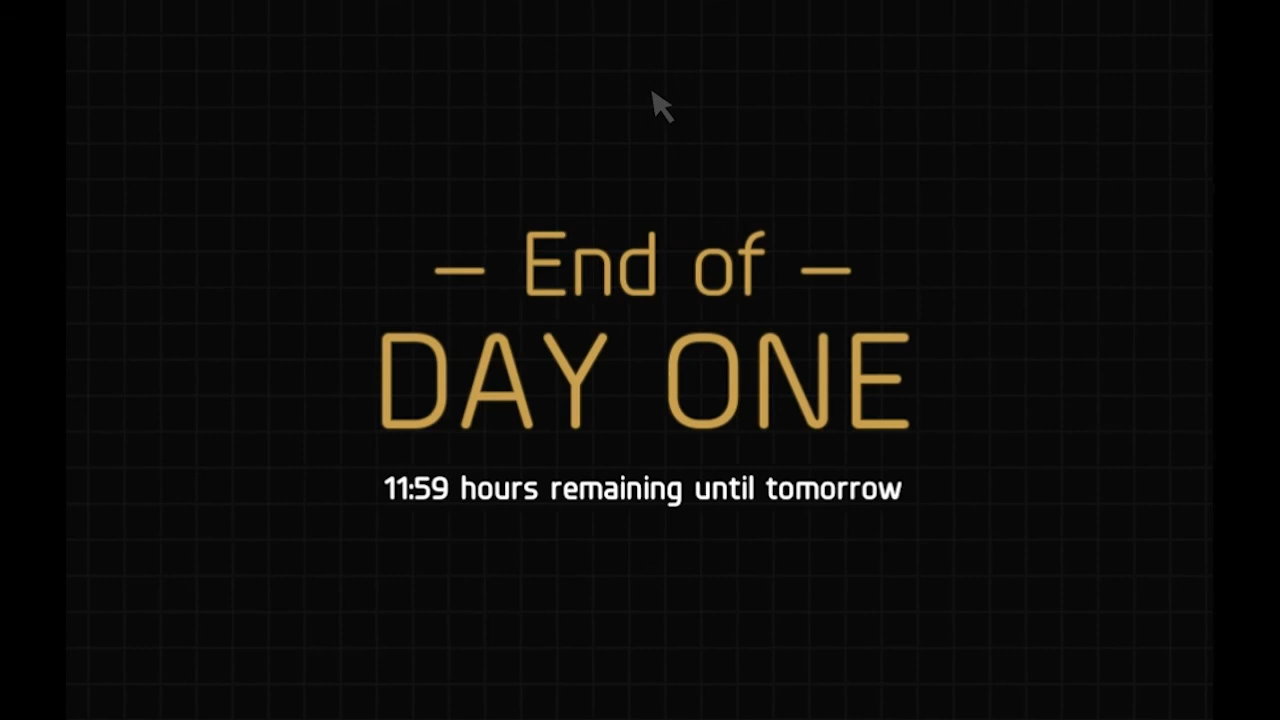 — End of —
DAY ONE
11:59 hours remaining until tomorrow